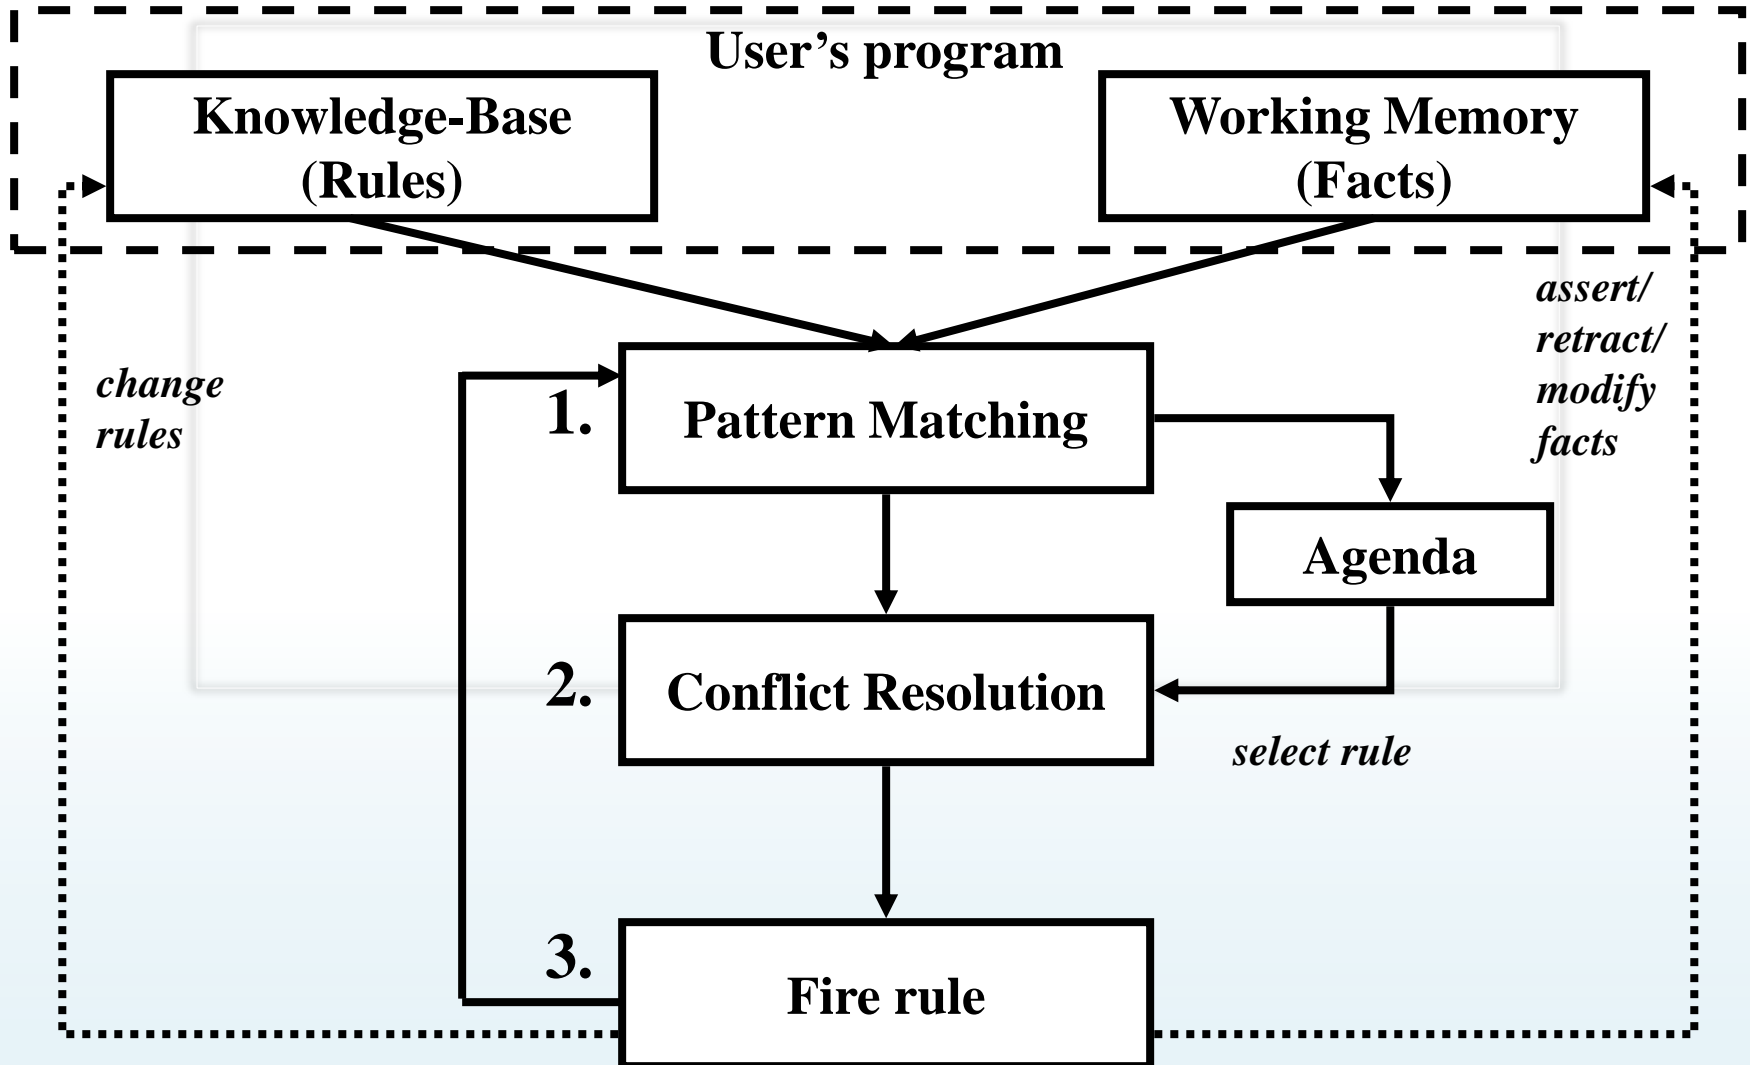 User’s program
Knowledge-Base
(Rules)
Working Memory
(Facts)
assert/
retract/
modify
facts
change
rules
1.
Pattern Matching
Agenda
2.
Conflict Resolution
select rule
3.
Fire rule